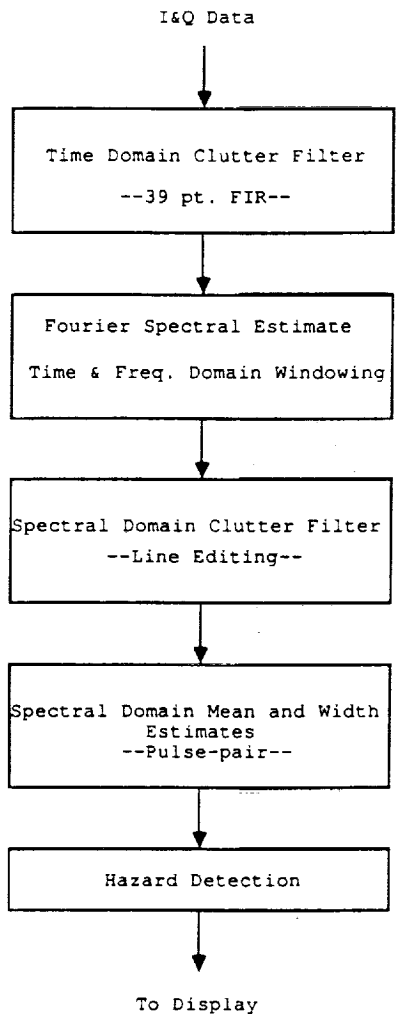 I&Q Data
Time Domain Clutter Filter
--39 pt. FIR--
Fourier Spectral Estimate
Time & Freq. Domain Windowing
Spectral Domain Clutter Filter
--Line Editing--
Spectral Domain Mean and Width
Estimates
--Pulse-pair--
Hazard Detection
To Display